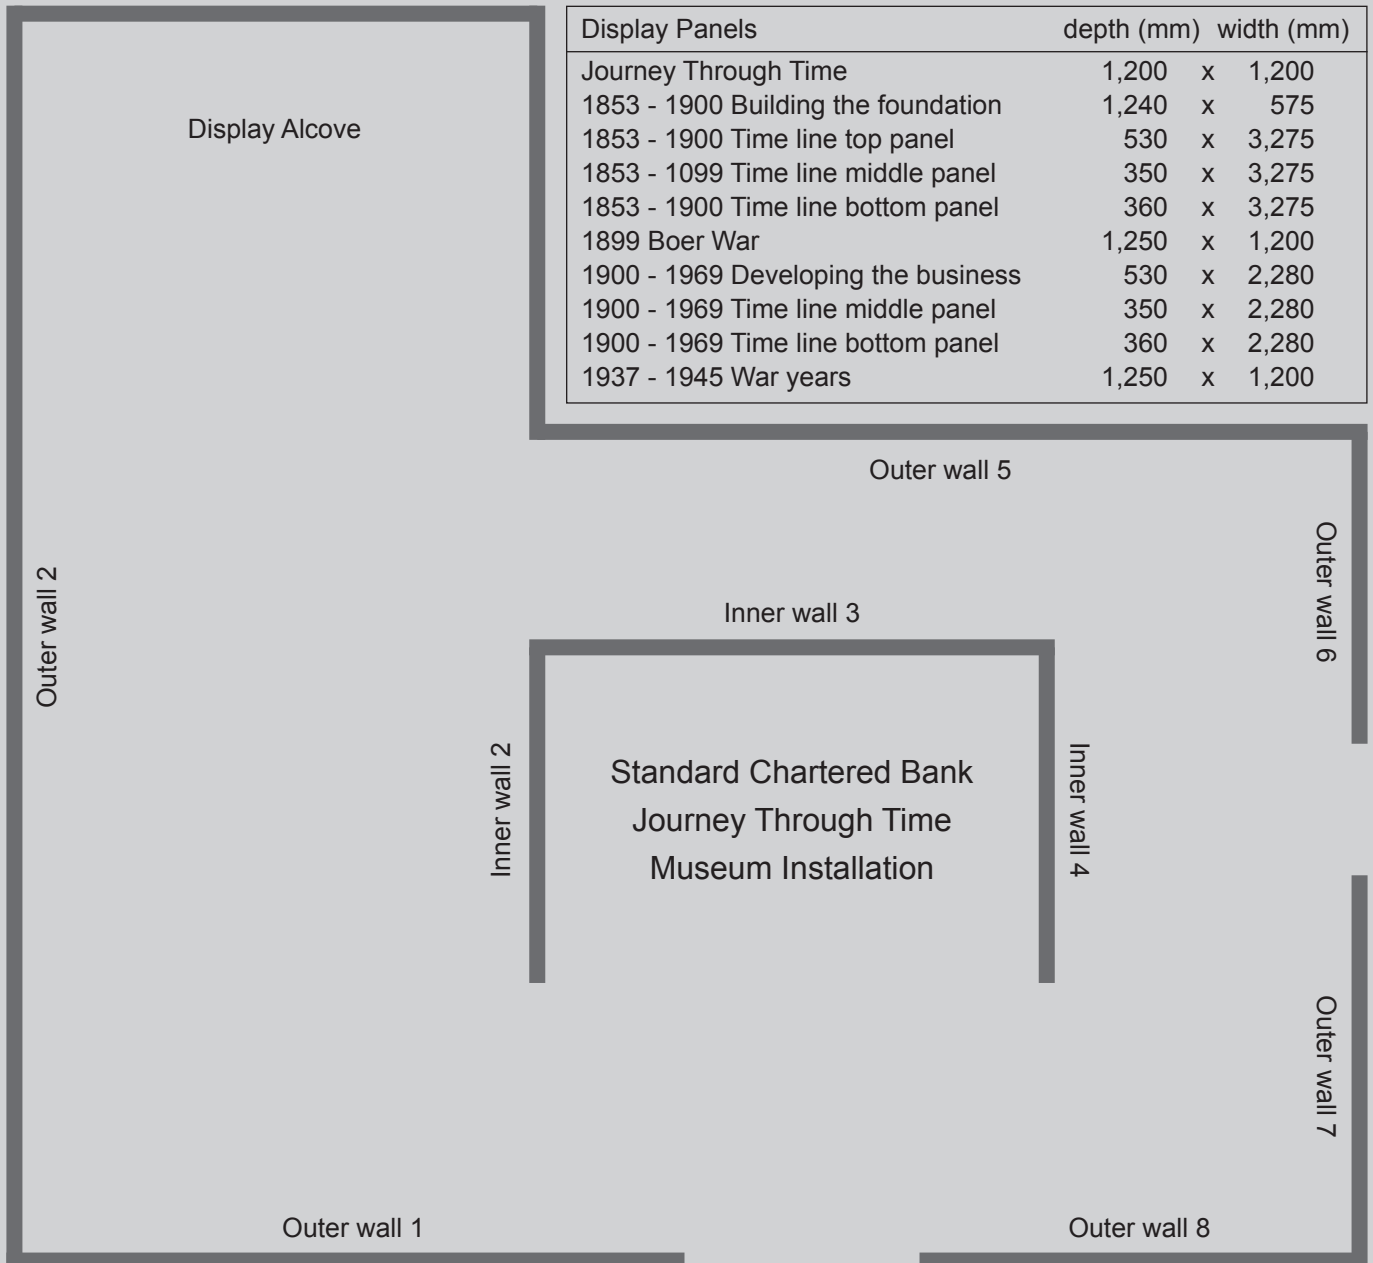 Display Panels depth (mm) width (mm)
Journey Through Time 1,200 x 1,200
1853 - 1900 Building the foundation 1,240 x 575
1853 - 1900 Time line top panel 530 x 3,275
1853 - 1099 Time line middle panel 350 x 3,275
1853 - 1900 Time line bottom panel 360 x 3,275
1899 Boer War 1,250 x 1,200
1900 - 1969 Developing the business 530 x 2,280
1900 - 1969 Time line middle panel 350 x 2,280
1900 - 1969 Time line bottom panel 360 x 2,280
1937 - 1945 War years 1,250 x 1,200
Display Alcove
Outer wall 5
Outer wall 6
Outer wall 2
Inner wall 3
Inner wall 2
Standard Chartered Bank
Journey Through Time
Museum Installation
Inner wall 4
Outer wall 7
Outer wall 1
Outer wall 8